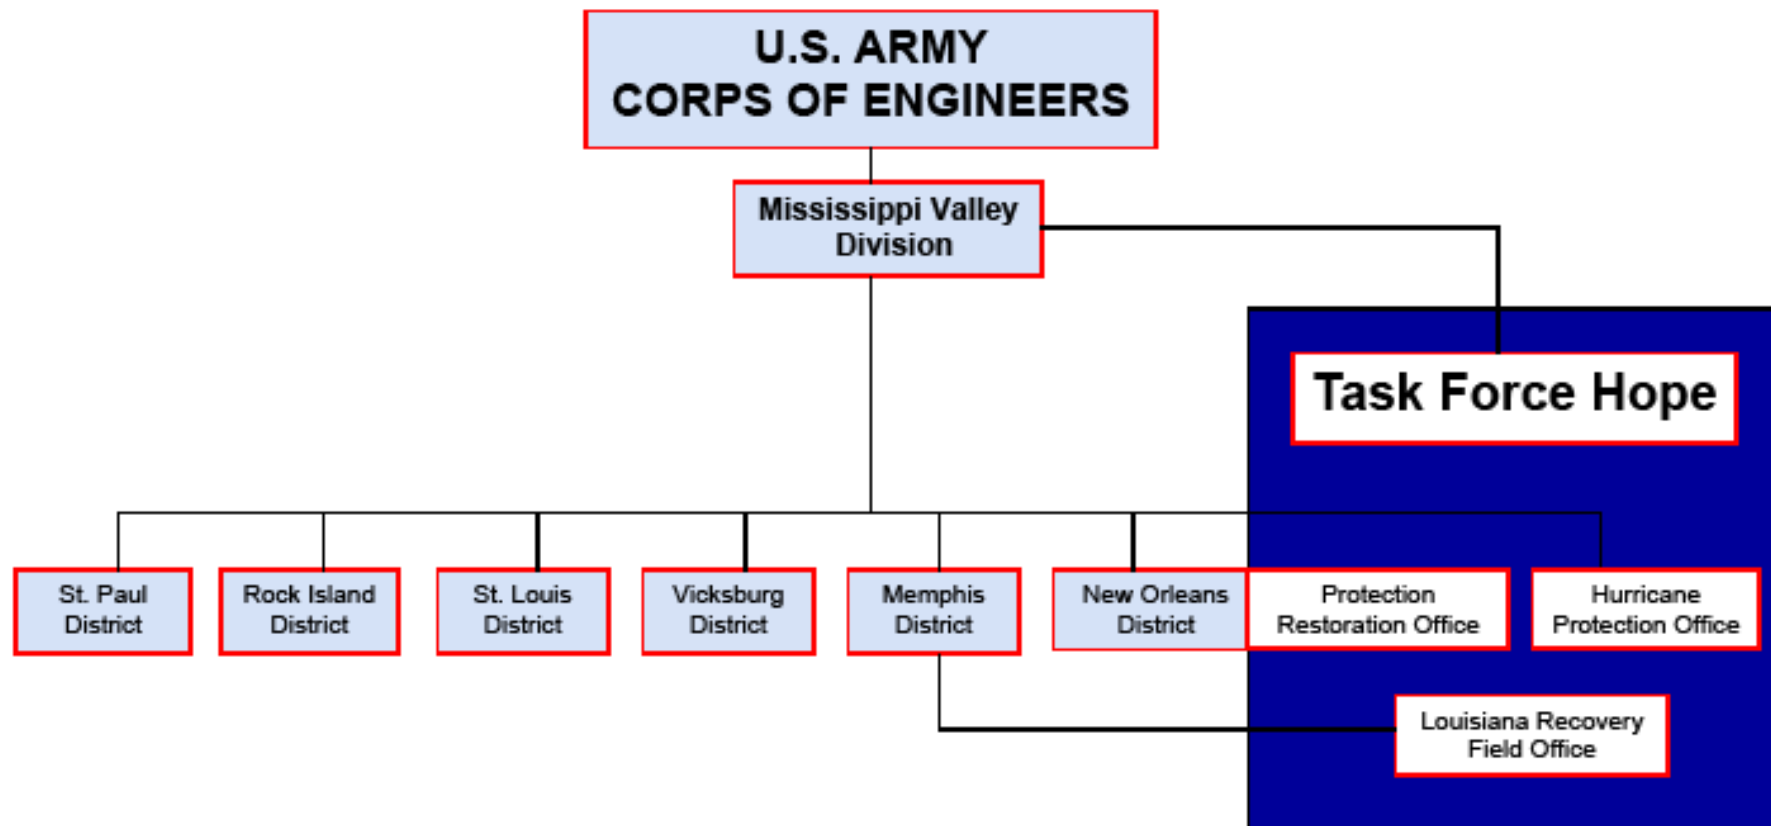 U.S. ARMY
CORPS OF ENGINEERS
Mississippi Valley
Division
Task Force Hope
St. Paul
District
Rock Island
District
St. Louis
District
Vicksburg
District
Memphis
District
New Orleans
District
Protection
Restoration Office
Hurricane
Protection Office
Louisiana Recovery
Field Office